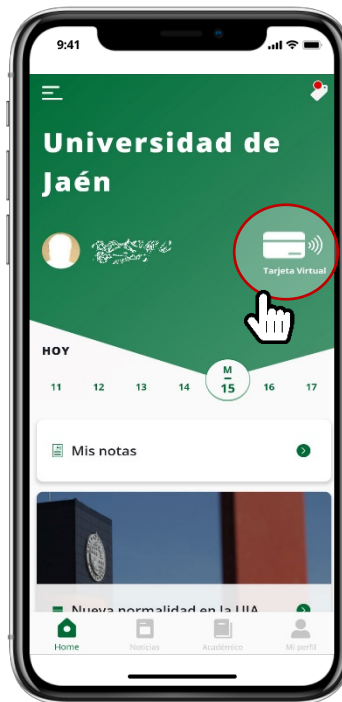 9:41
Universidad de
Jaén
Tarjeta Virtual
HOY
M
11 12 13 14 15 16 17
Mis notas
Nueva normalidad en la UJA
Home Noticias Académico Mi perfil